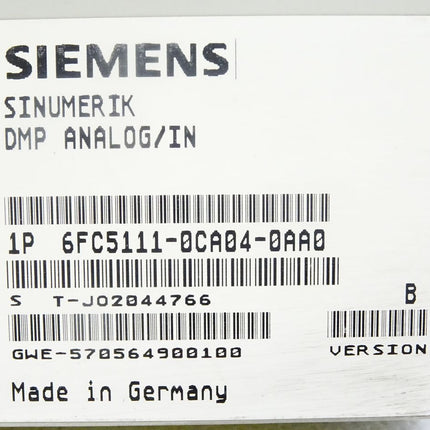 SIEMENS
SINUMERIK
DMP ANALOG/IN
1P 6FC5111-0CA04-0AA0
S T-J02044766
B
GWE-570564900100
VERSION
Made in Germany